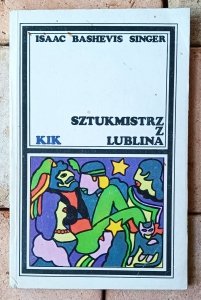 ISAAC BASHEVIS SINGER
SZTUKMISTRZ
Z
KIK LUBLINA